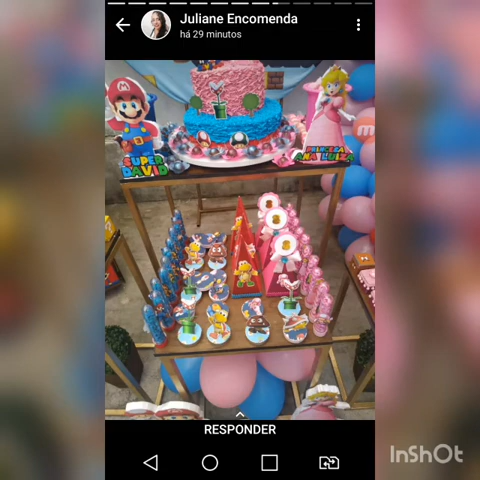 Juliane Encomenda
há 29 minutos
SUPER
DAVID
PRINCESA
ANA LUIZA
RESPONDER
InShOt